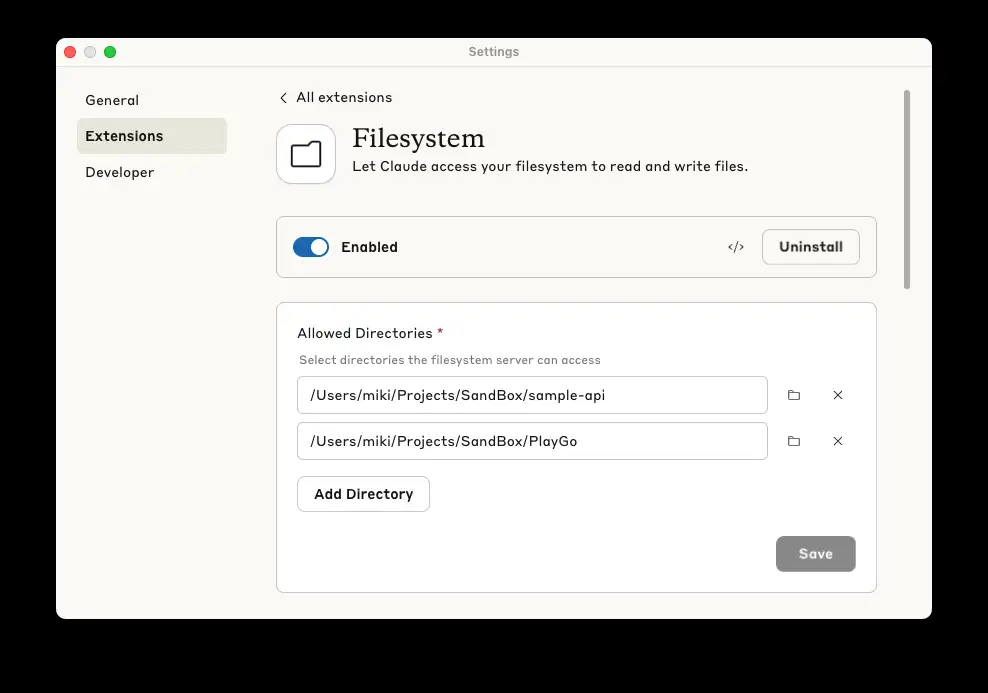 Settings
General
Extensions
Developer
All extensions
Filesystem
Let Claude access your filesystem to read and write files.
Enabled
</>
Uninstall
Allowed Directories *
Select directories the filesystem server can access
/Users/miki/Projects/SandBox/sample-api
/Users/miki/Projects/SandBox/PlayGo
Add Directory
Save